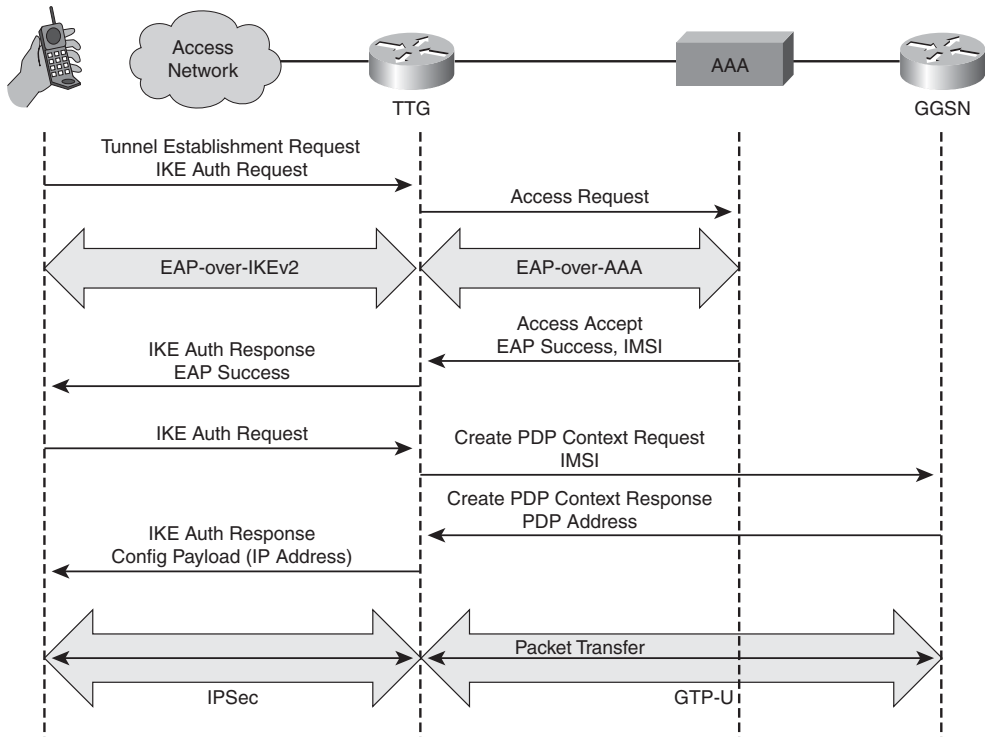 Access
Network
AAA
TTG
GGSN
Tunnel Establishment Request
IKE Auth Request
Access Request
EAP-over-IKEv2
EAP-over-AAA
Access Accept
EAP Success, IMSI
IKE Auth Response
EAP Success
IKE Auth Request
Create PDP Context Request
IMSI
Create PDP Context Response
PDP Address
IKE Auth Response
Config Payload (IP Address)
Packet Transfer
IPSec
GTP-U